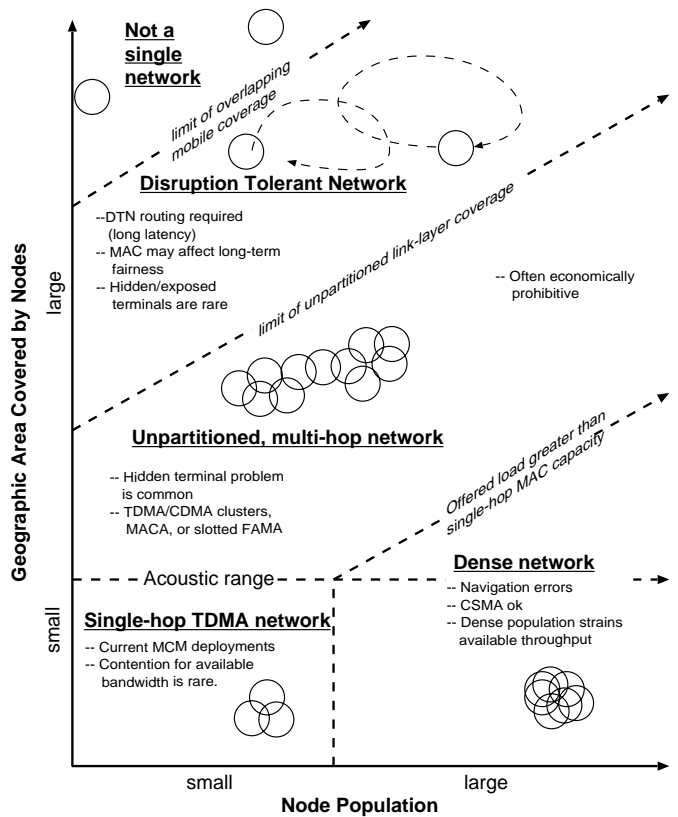 Not a
single
network
limit of overlapping
mobile coverage
Disruption Tolerant Network
--DTN routing required
(long latency)
-- MAC may affect long-term
fairness
-- Hidden/exposed
terminals are rare
limit of unpartitioned link-layer coverage
-- Often economically
prohibitive
Unpartitioned, multi-hop network
-- Hidden terminal problem
is common
-- TDMA/CDMA clusters,
MACA, or slotted FAMA
Offered load greater than
single-hop MAC capacity
Acoustic range
Dense network
-- Navigation errors
-- CSMA ok
-- Dense population strains
available throughput
Single-hop TDMA network
-- Current MCM deployments
-- Contention for available
bandwidth is rare.
Geographic Area Covered by Nodes
large
small
small
large
Node Population